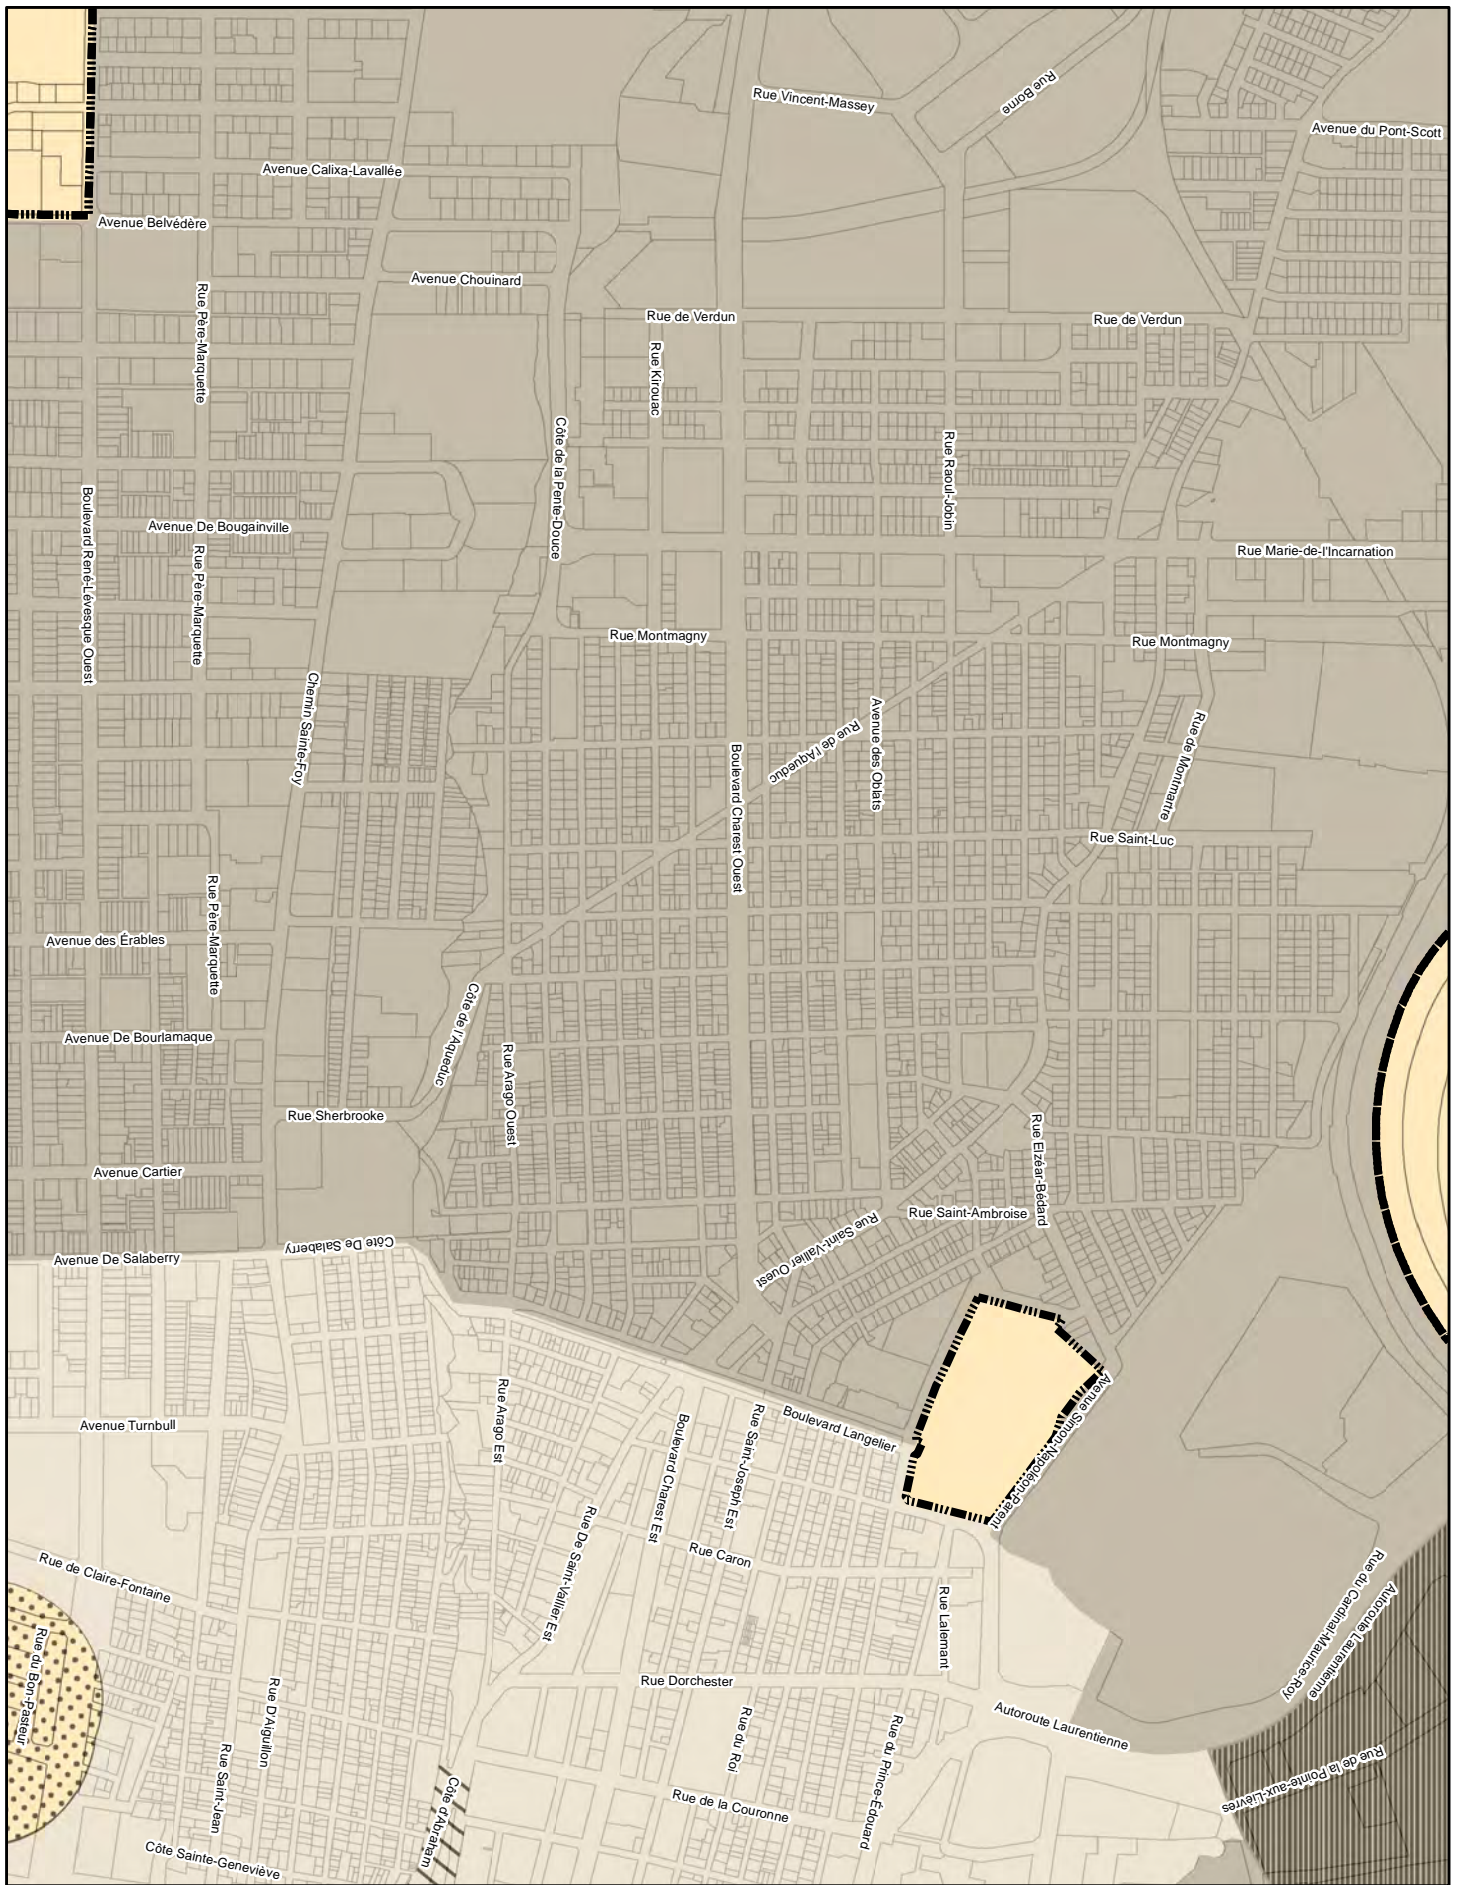 Rue Borne
Rue Vincent-Massey
Avenue du Pont-Scott
Avenue Calixa-Lavallée
Avenue Belvédère
Avenue Chouinard
Rue de Verdun
Rue de Verdun
Rue Père-Marquette
Rue Kirouac
Côte de la Pente-Douce
Rue Raoul-Jobin
Boulevard René-Lévesque Ouest
Avenue De Bougainville
Rue Marie-de-l'Incarnation
Rue Père-Marquette
Rue Montmagny
Rue Montmagny
Chemin Sainte-Foy
Avenue des Oblats
Rue de l'Aqueduc
Rue de Montmartre
Boulevard Charest Ouest
Rue Saint-Luc
Rue Père-Marquette
Avenue des Érables
Côte de l'Aqueduc
Avenue De Bourlamaque
Rue Arago Ouest
Rue Sherbrooke
Rue Elzéar-Bédard
Avenue Cartier
Rue Saint-Ambroise
Rue Saint-Vallier Ouest
Côte De Salaberry
Avenue De Salaberry
Avenue Simon-Napoléon-Parent
Rue Arago Est
Avenue Turnbull
Boulevard Charest Est
Rue Saint-Joseph Est
Boulevard Langelier
Rue De Saint-Vallier Est
Rue Caron
Rue de Claire-Fontaine
Rue du Cardinal-Maurice-Roy
Autoroute Laurentienne
Rue Lalemant
Rue du Bon-Pasteur
Rue Dorchester
Rue D'Aiguillon
Rue du Roi
Autoroute Laurentienne
Rue du Prince-Édouard
Rue Saint-Jean
Rue de la Pointe-aux-Lièvres
Côte d'Abraham
Rue de la Couronne
Côte Sainte-Geneviève